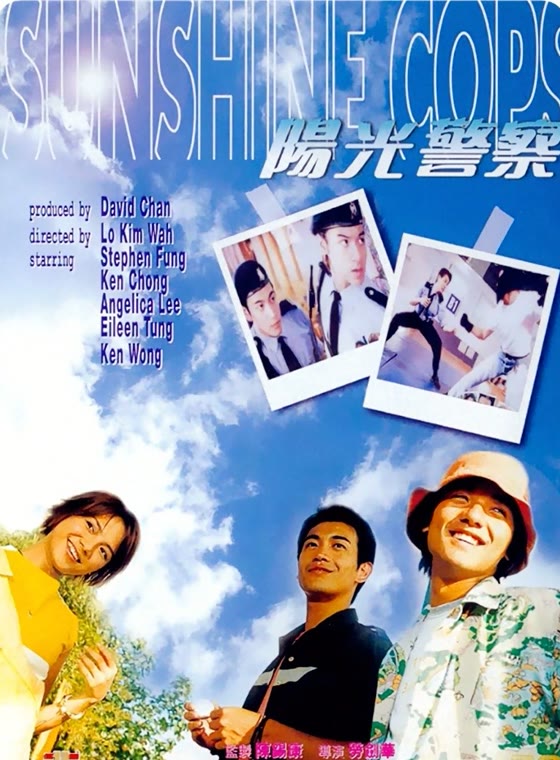 SUNSHINE COPS
陽光警察
produced by David Chan
directed by Lo Kim Wah
starring Stephen Fung
Ken Chong
Angelica Lee
Eileen Tung
Ken Wong
監製 陳錫康 導演 勞劍華